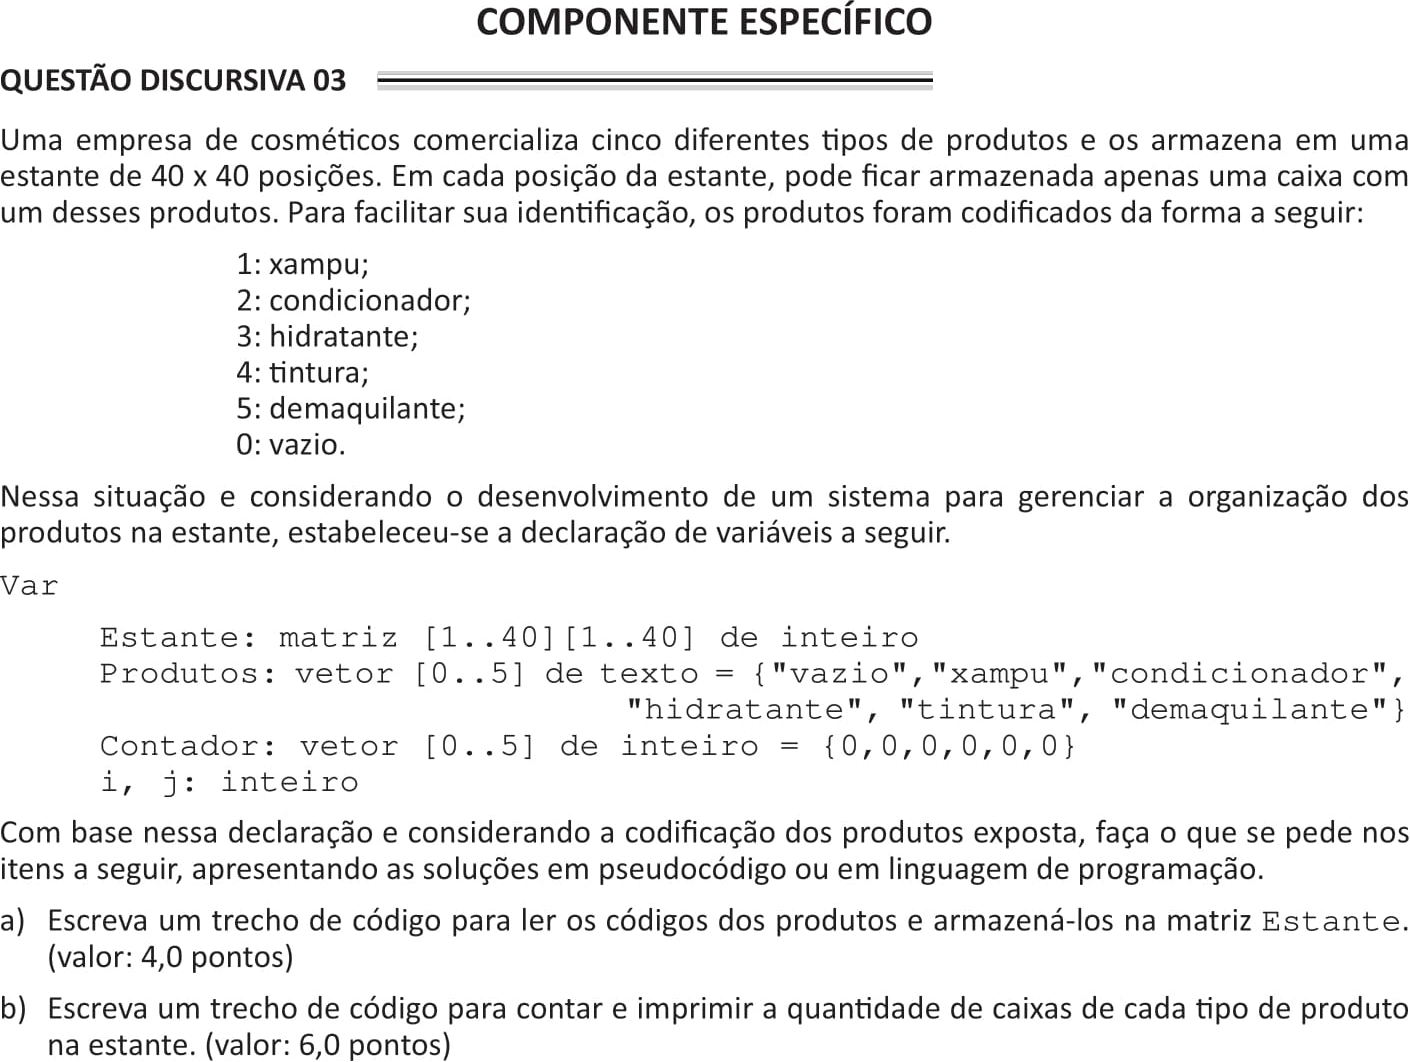 COMPONENTE ESPECÍFICO
QUESTÃO DISCURSIVA 03
Uma empresa de cosméticos comercializa cinco diferentes tipos de produtos e os armazena em uma
estante de 40 x 40 posições. Em cada posição da estante, pode ficar armazenada apenas uma caixa com
um desses produtos. Para facilitar sua identificação, os produtos foram codificados da forma a seguir:
1: xampu;
2: condicionador;
3: hidratante;
4: tintura;
5: demaquilante;
0: vazio.
Nessa situação e considerando o desenvolvimento de um sistema para gerenciar a organização dos
produtos na estante, estabeleceu-se a declaração de variáveis a seguir.
Var
Estante: matriz [1..40][1..40] de inteiro
Produtos: vetor [0..5] de texto = {"vazio","xampu","condicionador",
"hidratante", "tintura", "demaquilante"}
Contador: vetor [0..5] de inteiro = {0,0,0,0,0,0}
i, j: inteiro
Com base nessa declaração e considerando a codificação dos produtos exposta, faça o que se pede nos
itens a seguir, apresentando as soluções em pseudocódigo ou em linguagem de programação.
a) Escreva um trecho de código para ler os códigos dos produtos e armazená-los na matriz Estante.
(valor: 4,0 pontos)
b) Escreva um trecho de código para contar e imprimir a quantidade de caixas de cada tipo de produto
na estante. (valor: 6,0 pontos)